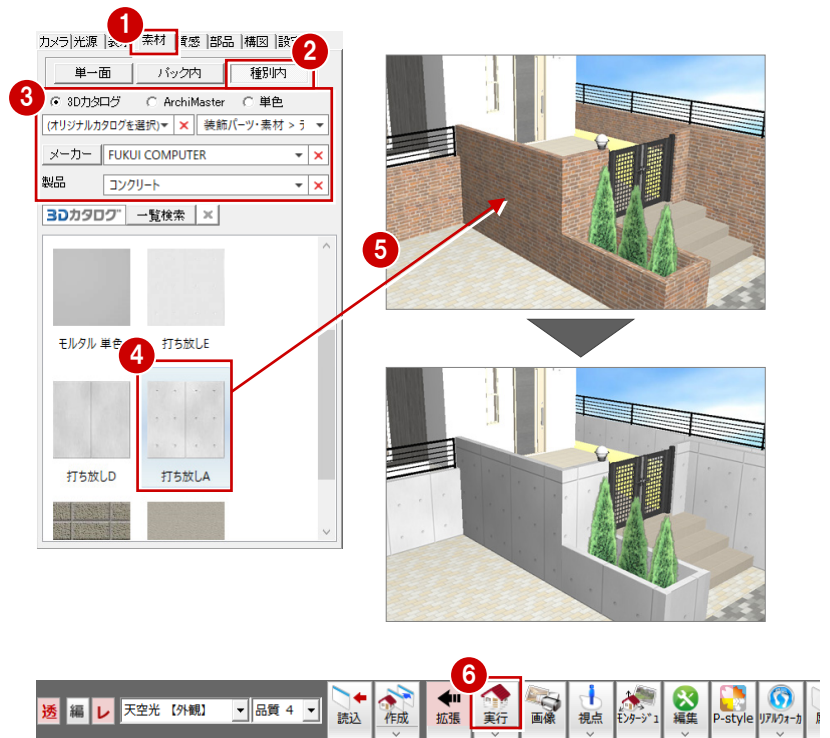 1
カメラ 光源 素材 質感 部品 構図
2
単一面 パック内 種別内
3
3Dカタログ ArchiMaster 単色
(オリジナルカタログを選択) 装飾パーツ・素材 > ラ
メーカー FUKUI COMPUTER
製品 コンクリート
3Dカタログ 一覧検索
5
モルタル 単色 打ち放しE
4
打ち放しD 打ち放しA
6
透 編 レ 天空光 【外観】 品質 4 読込 作成 拡張 実行 画像 視点 ﾓﾝﾀｰｼﾞｭ 編集 P-style ﾘｱﾙｳｫｰｶ